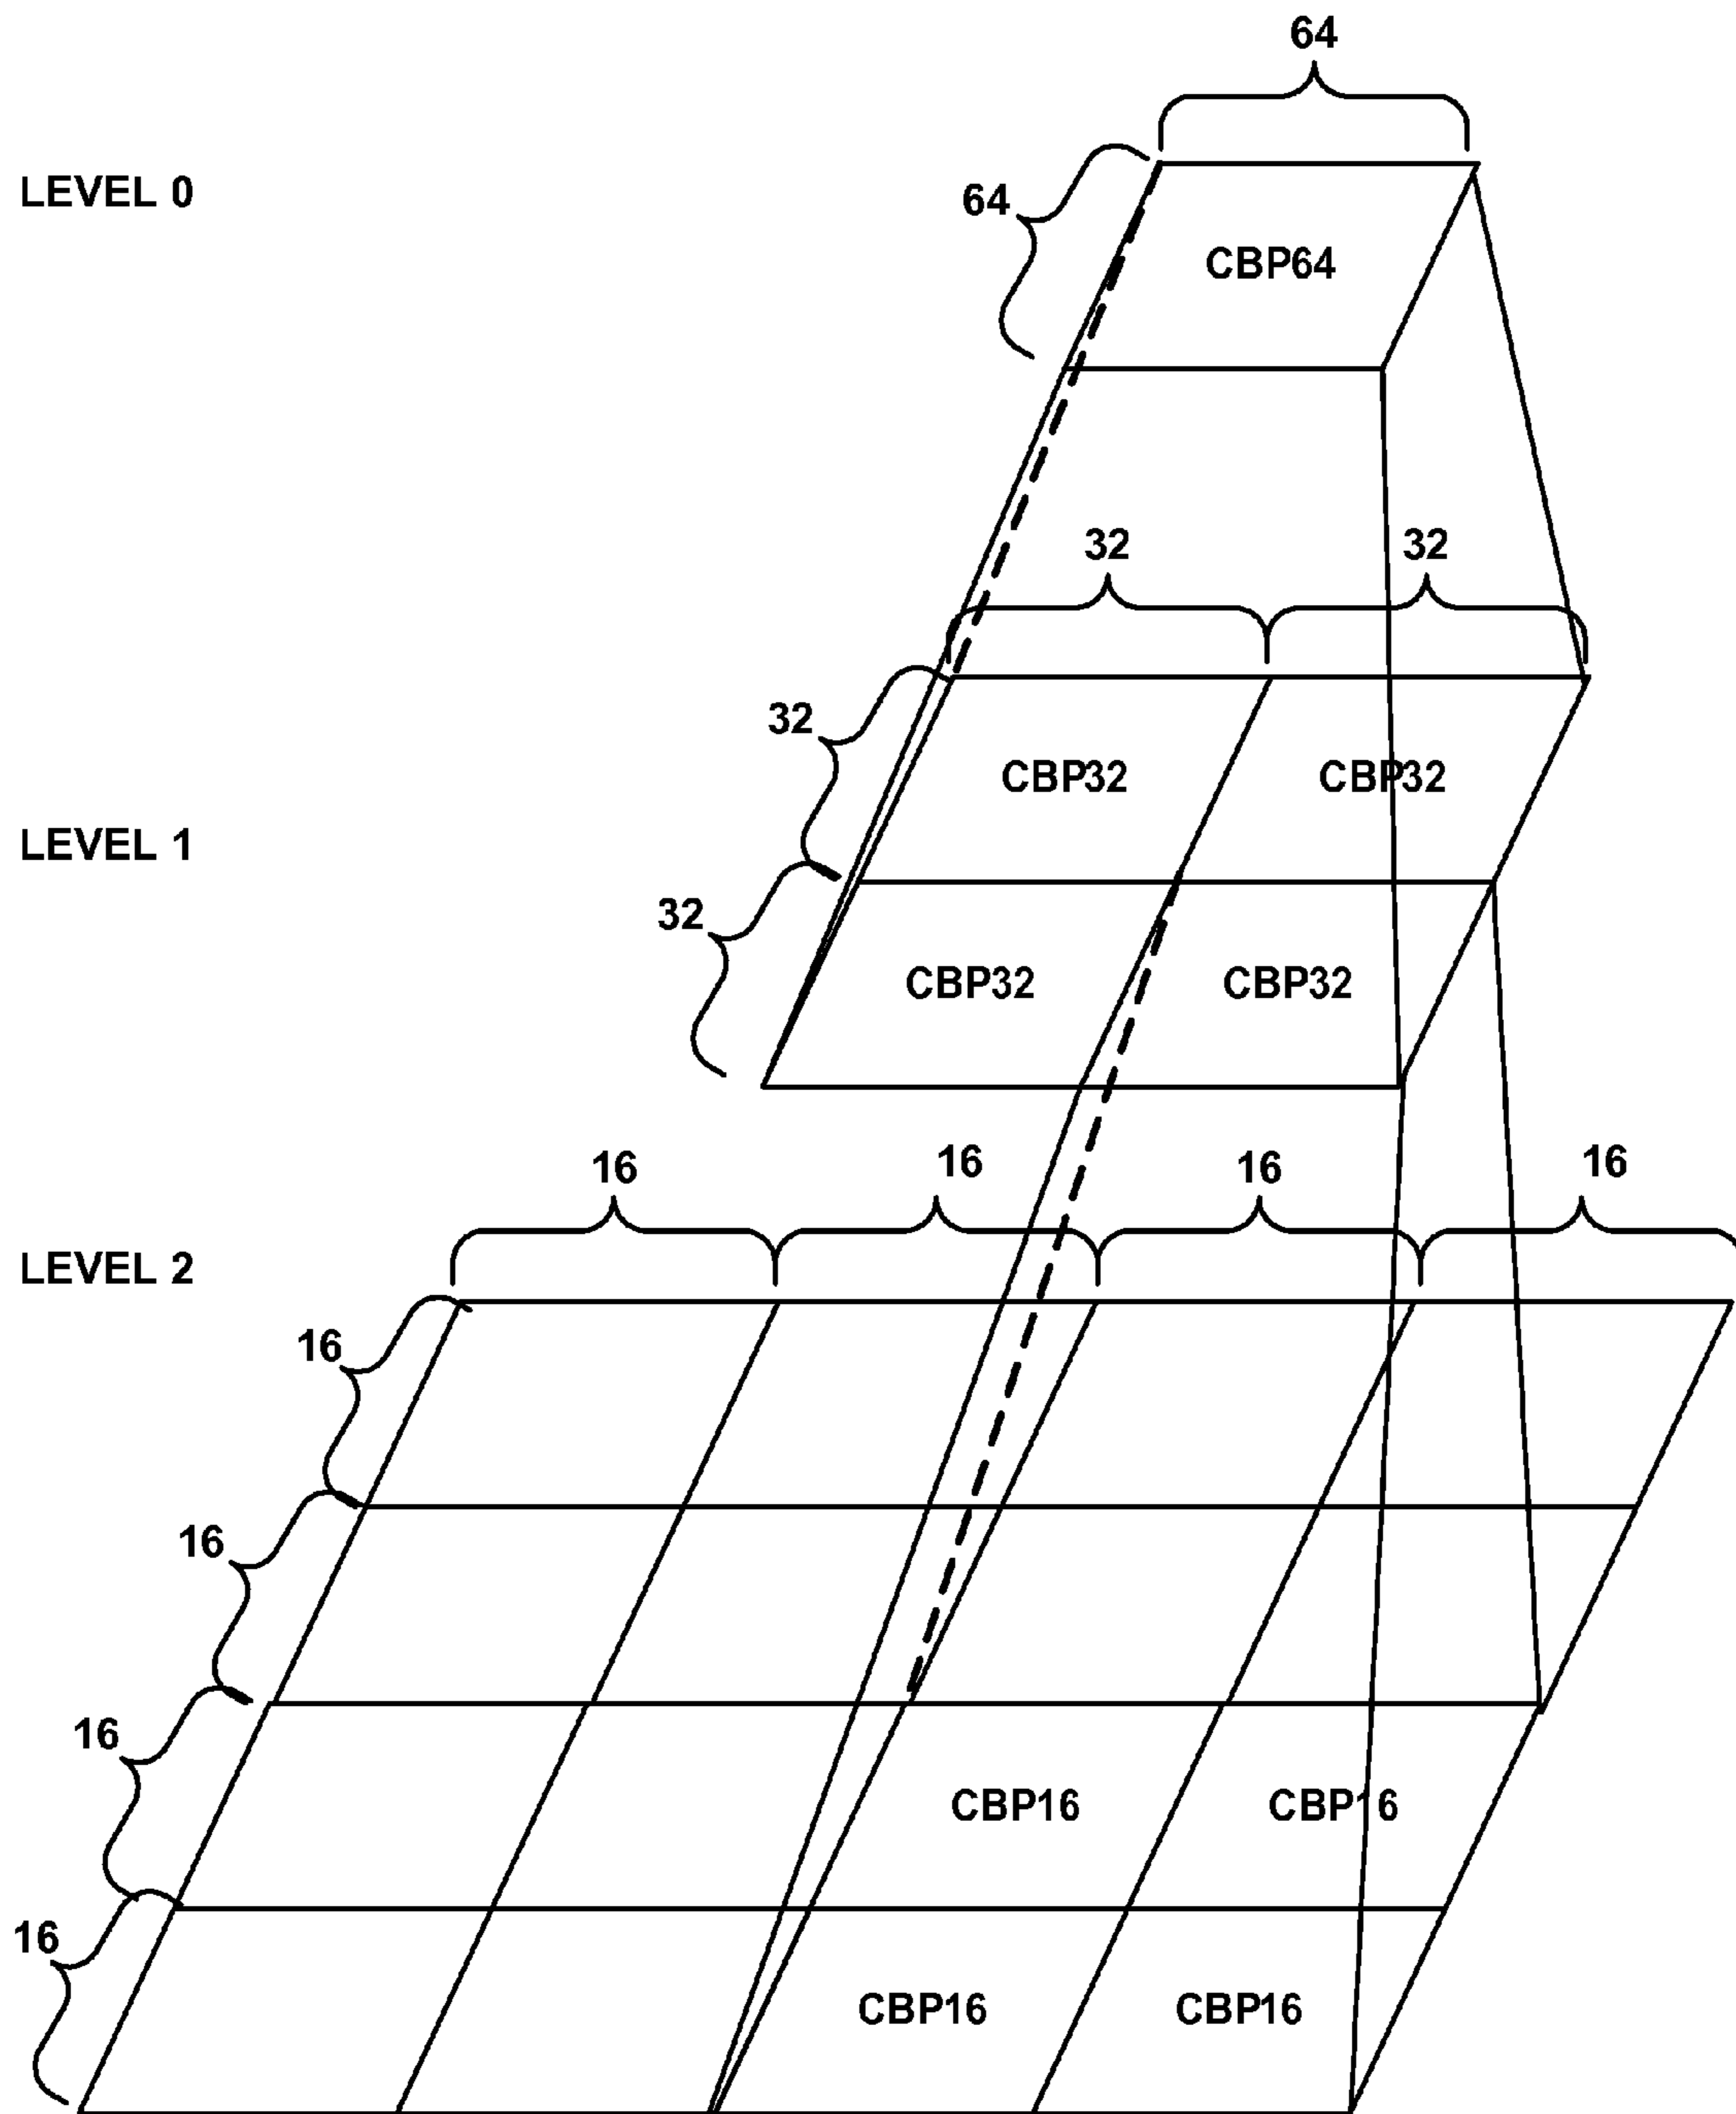 64
LEVEL 0
64
CBP64
32 32
32
CBP32 CBP32
LEVEL 1
32
CBP32 CBP32
16 16 16 16
LEVEL 2
16
16
16
CBP16 CBP16
16
CBP16 CBP16